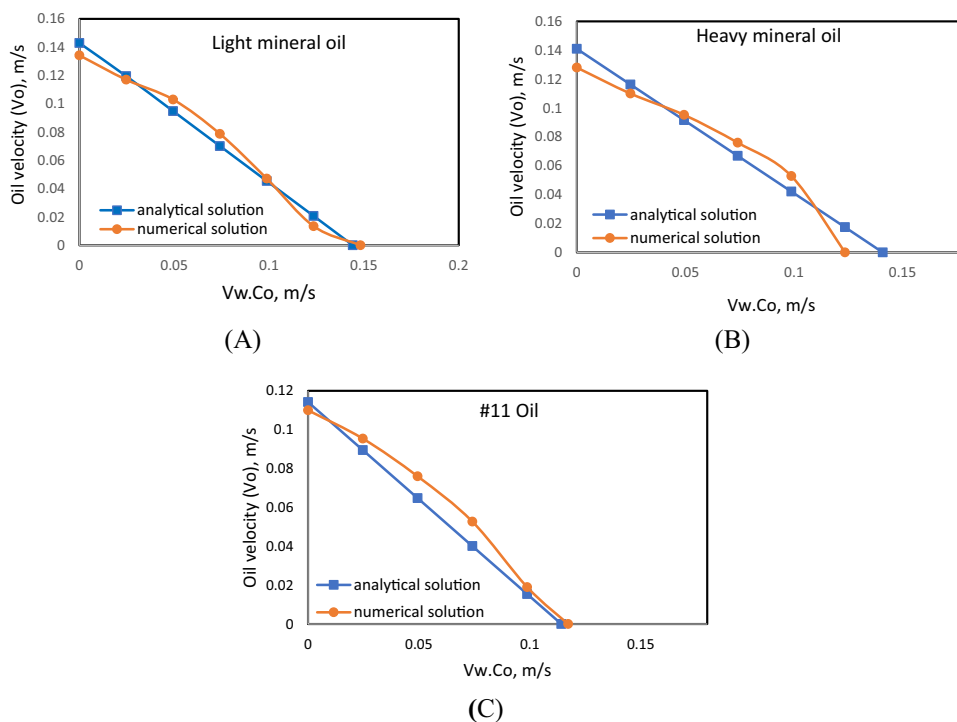 Light mineral oil
Oil velocity (Vo), m/s
0.16
0.14
0.12
0.1
0.08
0.06
0.04
0.02
0
analytical solution
numerical solution
0 0.05 0.1 0.15 0.2
Vw.Co, m/s
(A)
Heavy mineral oil
Oil velocity (Vo), m/s
0.16
0.14
0.12
0.1
0.08
0.06
0.04
0.02
0
analytical solution
numerical solution
0 0.05 0.1 0.15
Vw.Co, m/s
(B)
#11 Oil
Oil velocity (Vo), m/s
0.12
0.1
0.08
0.06
0.04
0.02
0
analytical solution
numerical solution
0 0.05 0.1 0.15
Vw.Co, m/s
(C)